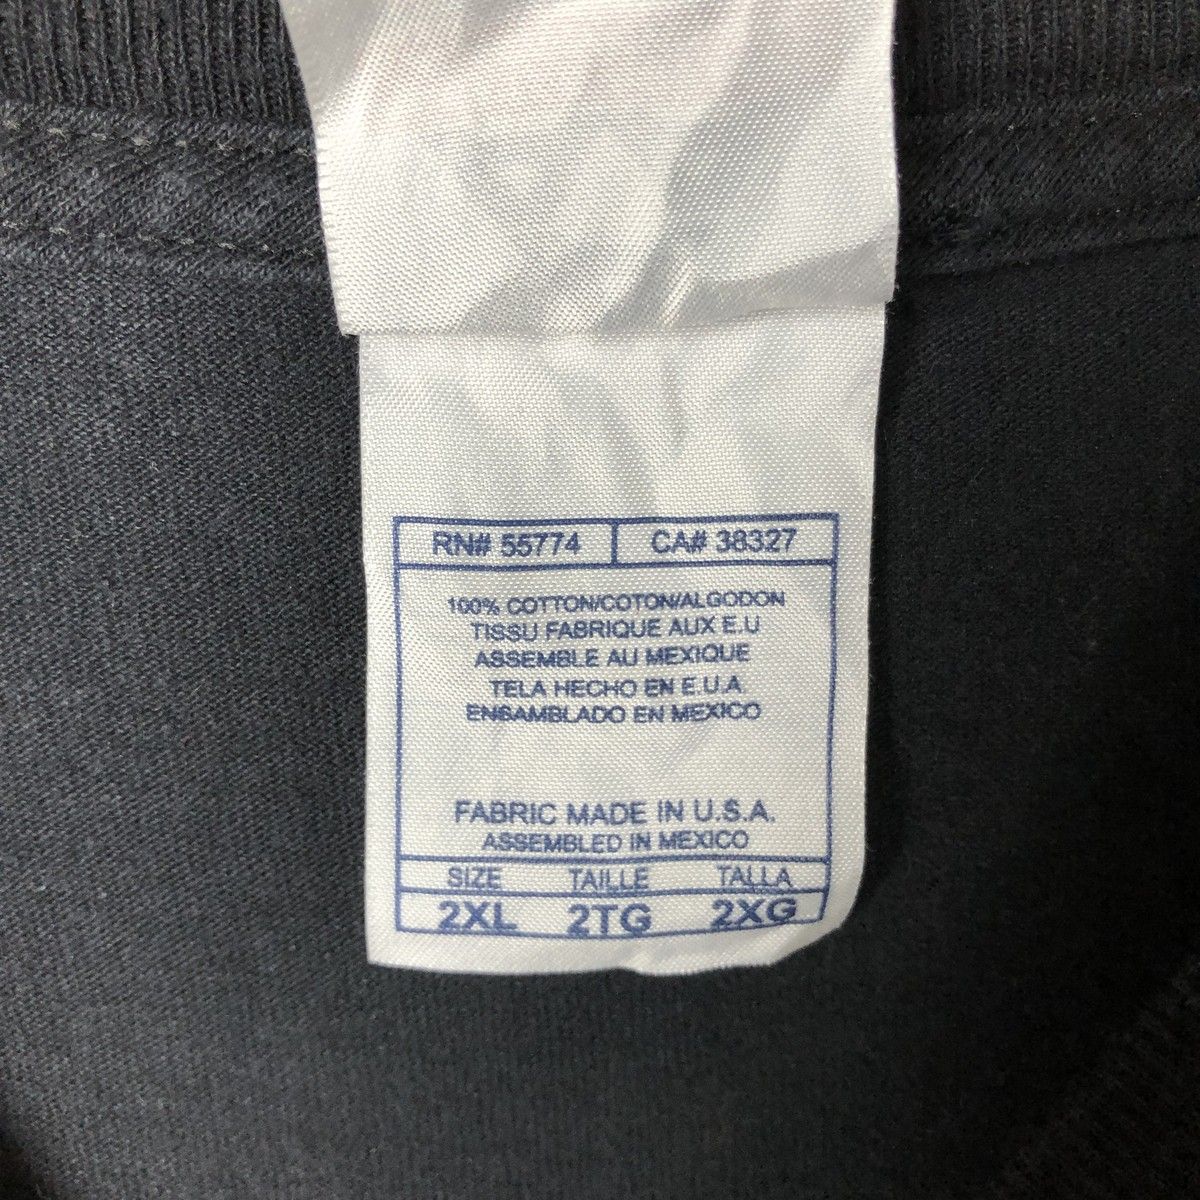 RN# 55774 CA# 38327
100% COTTON/COTON/ALGODON
TISSU FABRIQUE AUX E.U
ASSEMBLE AU MEXIQUE
TELA HECHO EN E.U.A.
ENSAMBLADO EN MEXICO
FABRIC MADE IN U.S.A.
ASSEMBLED IN MEXICO
SIZE TAILLE TALLA
2XL 2TG 2XG